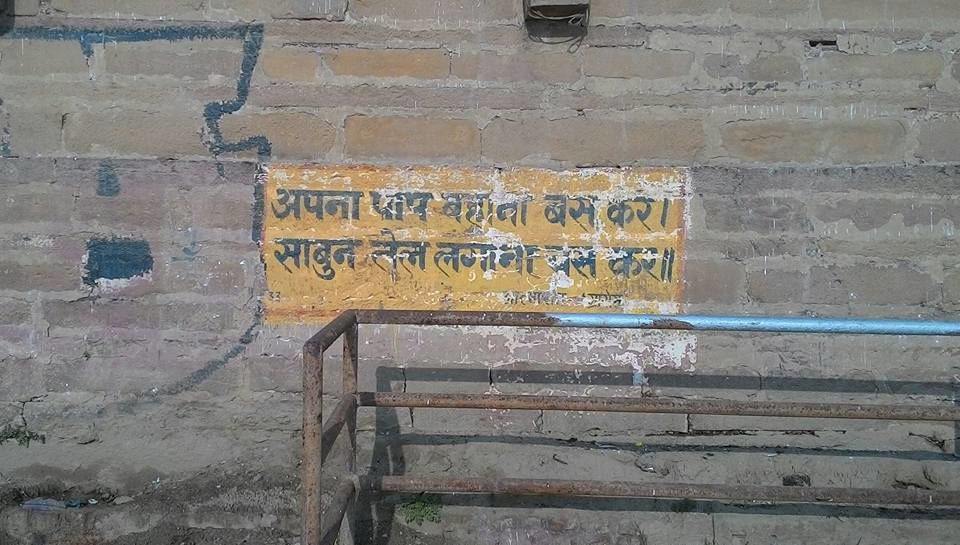 अपना पाप बहाना बस कर।
साबुन तेल लगाना बस कर॥